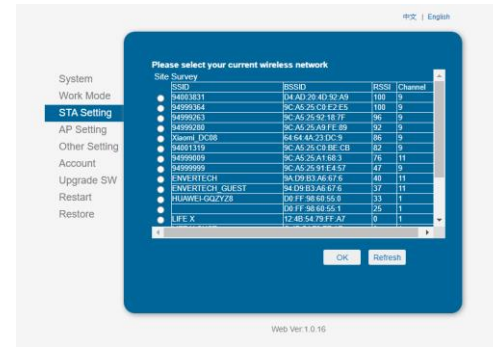 中文 | English
Please select your current wireless network
Site Survey
SSID BSSID RSSI Channel
94003831 D4:AD:20:4D:92:A9 100 9
94999364 9C:A5:25:C0:E2:E5 100 9
94999263 9C:A5:25:92:18:7F 96 9
94999280 9C:A5:25:A9:FE:89 92 9
Xiaomi_DC08 64:64:4A:23:DC:9 86 9
94001319 9C:A5:25:C0:BE:CB 82 9
94999009 9C:A5:25:A1:68:3 76 11
94999999 9C:A5:25:91:E4:57 47 9
ENVERTECH 9A:D9:B3:A6:67:6 40 11
ENVERTECH_GUEST 94:D9:B3:A6:67:6 37 11
HUAWEI-GQZYZ8 D0:FF:98:60:55:0 33 1
D0:FF:98:60:55:1 25 1
LIFE X 12:4B:54:79:FF:A7 0 1
System
Work Mode
STA Setting
AP Setting
Other Setting
Account
Upgrade SW
Restart
Restore
OK Refresh
Web Ver:1.0.16